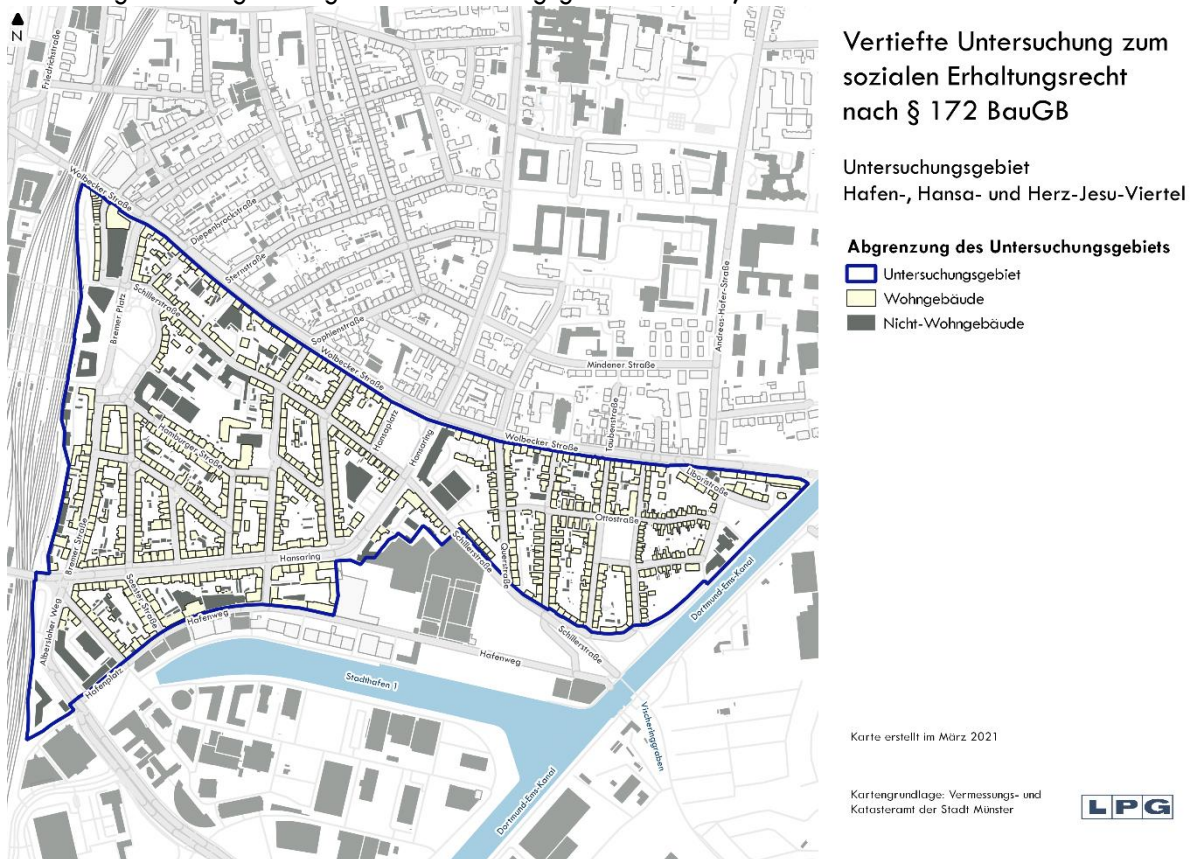 N
Vertiefte Untersuchung zum
sozialen Erhaltungsrecht
nach § 172 BauGB
Untersuchungsgebiet
Hafen-, Hansa- und Herz-Jesu-Viertel
Abgrenzung des Untersuchungsgebiets
Untersuchungsgebiet
Wohngebäude
Nicht-Wohngebäude
Friedrichstraße
Wolbecker Straße
Diepenbrockstraße
Sternstraße
Schillerstraße
Bremer Platz
Sophienstraße
Wolbecker Straße
Andreas-Hofer-Straße
Mindener Straße
Taubenstraße
Hansaplatz
Hansaring
Wolbecker Straße
Hamburger Straße
Liboristraße
Ottostraße
Bremer Straße
Hansaring
Schillerstraße
Querstraße
Soester Straße
Dortmund-Ems-Kanal
Albersloher Weg
Hafenweg
Schillerstraße
Hafenweg
Hafenplatz
Stadthafen 1
Vischeringgraben
Dortmund-Ems-Kanal
Karte erstellt im März 2021
Kartengrundlage: Vermessungs- und
Katasteramt der Stadt Münster
LPG